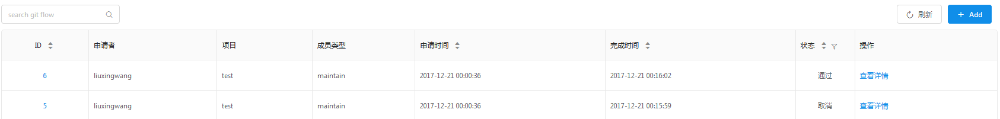 search git flow 刷新 Add
ID 申请者 项目 成员类型 申请时间 完成时间 状态 操作
6 liuxingwang test maintain 2017-12-21 00:00:36 2017-12-21 00:16:02 通过 查看详情
5 liuxingwang test maintain 2017-12-21 00:00:36 2017-12-21 00:15:59 取消 查看详情